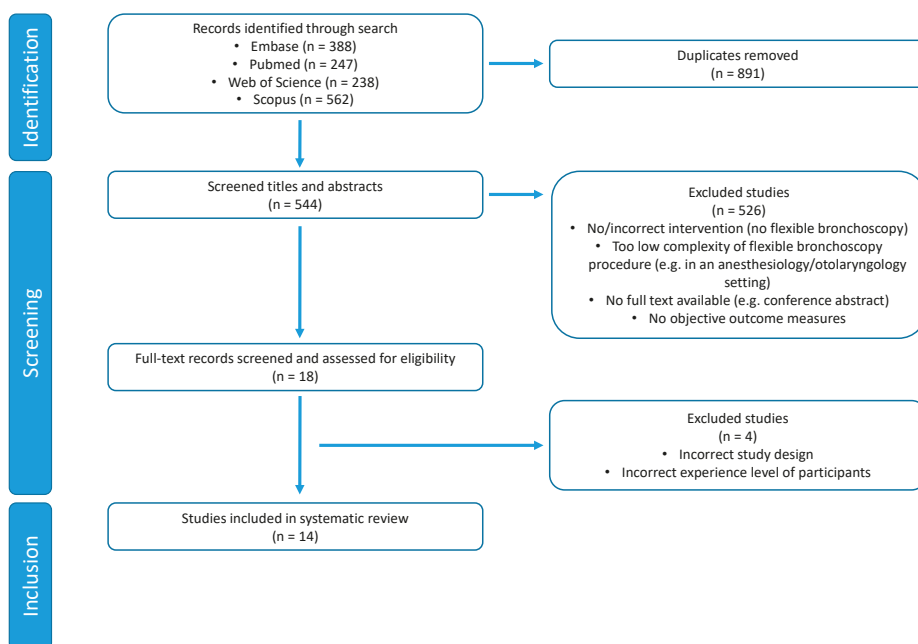 Identification
Records identified through search
• Embase (n = 388)
• Pubmed (n = 247)
• Web of Science (n = 238)
• Scopus (n = 562)
Duplicates removed
(n = 891)
Screening
Screened titles and abstracts
(n = 544)
Excluded studies
(n = 526)
• No/incorrect intervention (no flexible bronchoscopy)
• Too low complexity of flexible bronchoscopy
procedure (e.g. in an anesthesiology/otolaryngology
setting)
• No full text available (e.g. conference abstract)
• No objective outcome measures
Full-text records screened and assessed for eligibility
(n = 18)
Excluded studies
(n = 4)
• Incorrect study design
• Incorrect experience level of participants
Inclusion
Studies included in systematic review
(n = 14)